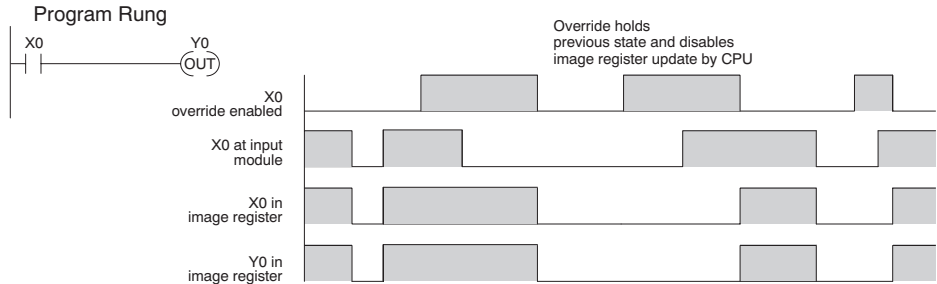 Program Rung
X0
Y0
OUT
Override holds
previous state and disables
image register update by CPU
X0
override enabled
X0 at input
module
X0 in
image register
Y0 in
image register